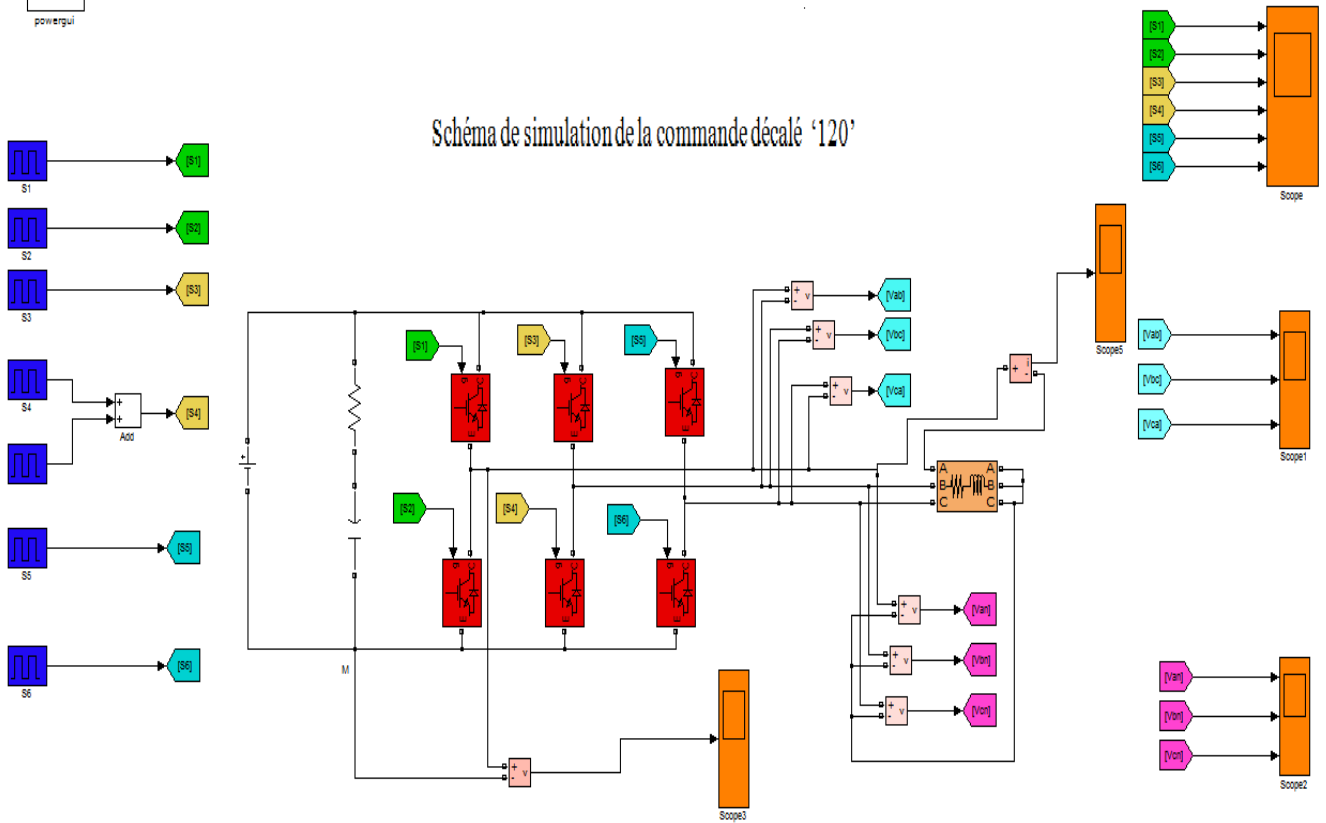 powergui
Schéma de simulation de la commande décalé ‘120’
[S1]
S1
[S2]
S2
[S3]
S3
S4
+
+
Add
[S4]
[S5]
S5
[S6]
S6
+
[S1]
g
C
E
[S3]
g
C
E
[S5]
g
C
E
[S2]
g
C
E
[S4]
g
C
E
[S6]
g
C
E
M
+
-
v
[Vab]
+
-
v
[Vbc]
+
-
v
[Vca]
+
i
-
Scope5
A
B
C
A
B
C
+
-
v
[Van]
+
-
v
[Vbn]
+
-
v
[Vcn]
+
-
v
Scope3
[S1]
[S2]
[S3]
[S4]
[S5]
[S6]
Scope
[Vab]
[Vbc]
[Vca]
Scope1
[Van]
[Vbn]
[Vcn]
Scope2